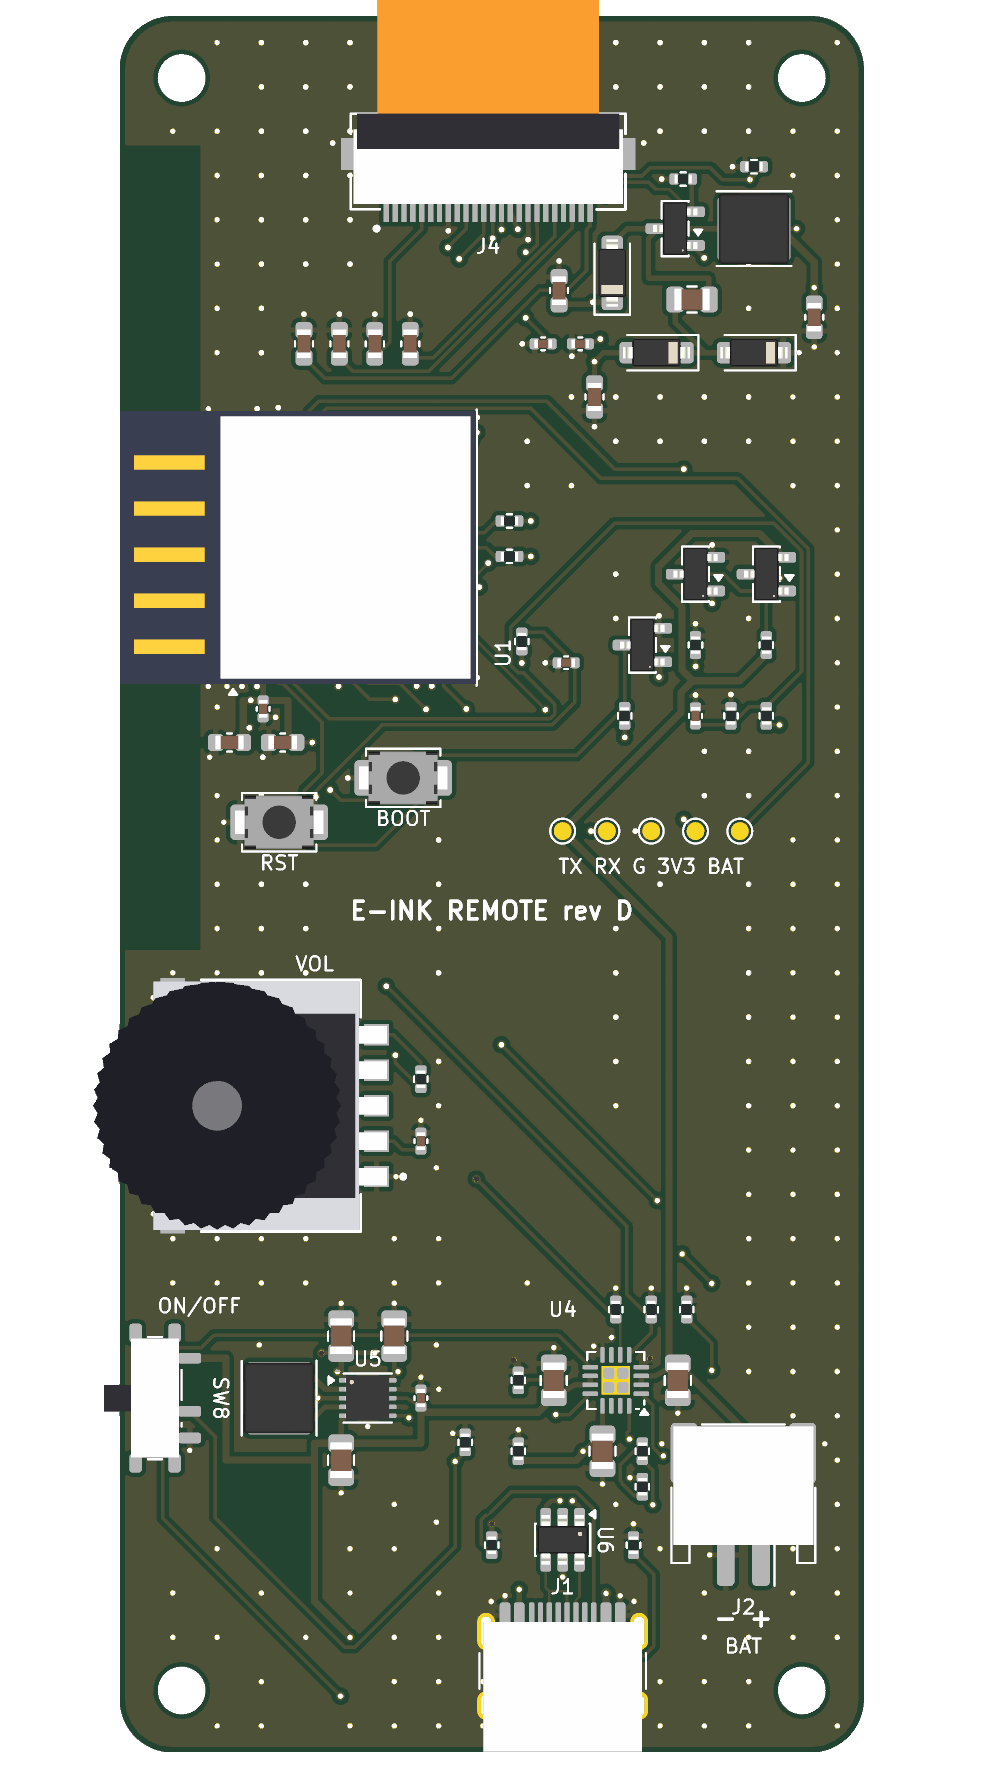 J4
U1
BOOT
RST
TX RX G 3V3 BAT
E-INK REMOTE rev D
VOL
ON/OFF
U4
U5
SW8
U6
J1
J2
- +
BAT